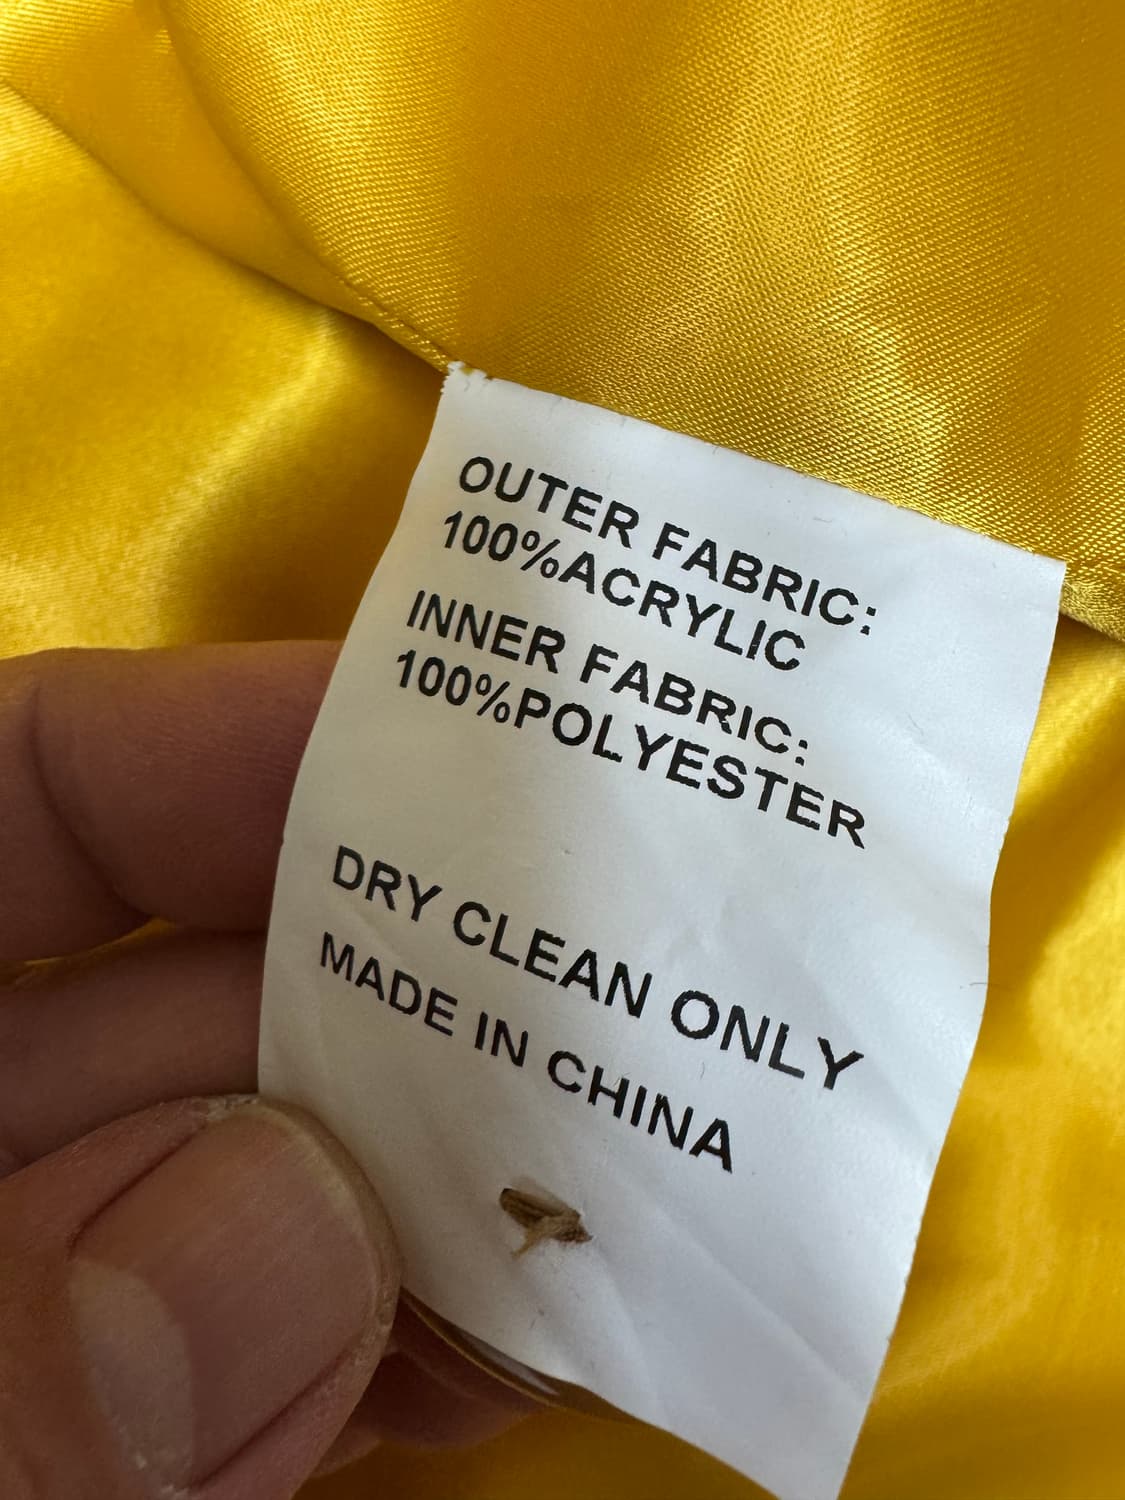 OUTER FABRIC:
100%ACRYLIC
INNER FABRIC:
100%POLYESTER
DRY CLEAN ONLY
MADE IN CHINA